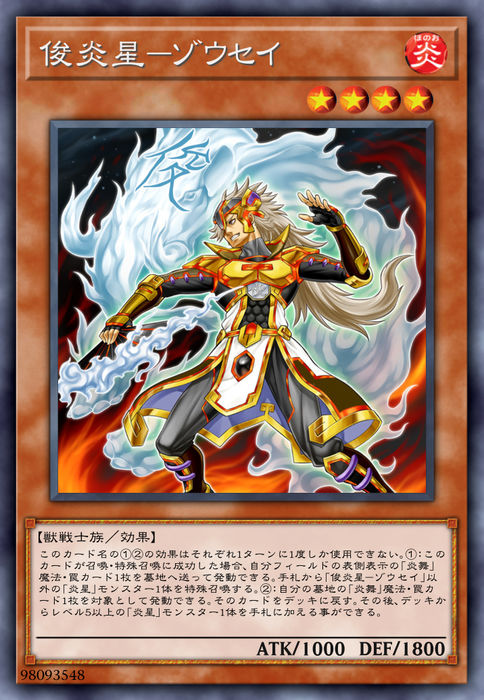 俊炎星－ゾウセイ
ほのお
炎
俊
【獣戦士族／効果】
このカード名の①②の効果はそれぞれ1ターンに1度しか使用できない。①：この
カードが召喚・特殊召喚に成功した場合、自分フィールドの表側表示の「炎舞」
魔法・罠カード1枚を墓地へ送って発動できる。手札から「俊炎星－ゾウセイ」以
外の「炎星」モンスター1体を特殊召喚する。②：自分の墓地の「炎舞」魔法・罠カ
ード1枚を対象として発動できる。そのカードをデッキに戻す。その後、デッキか
らレベル5以上の「炎星」モンスター1体を手札に加える事ができる。
ATK/1000 DEF/1800
98093548